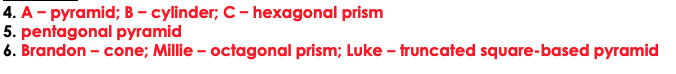 4. A – pyramid; B – cylinder; C – hexagonal prism
5. pentagonal pyramid
6. Brandon – cone; Millie – octagonal prism; Luke – truncated square-based pyramid